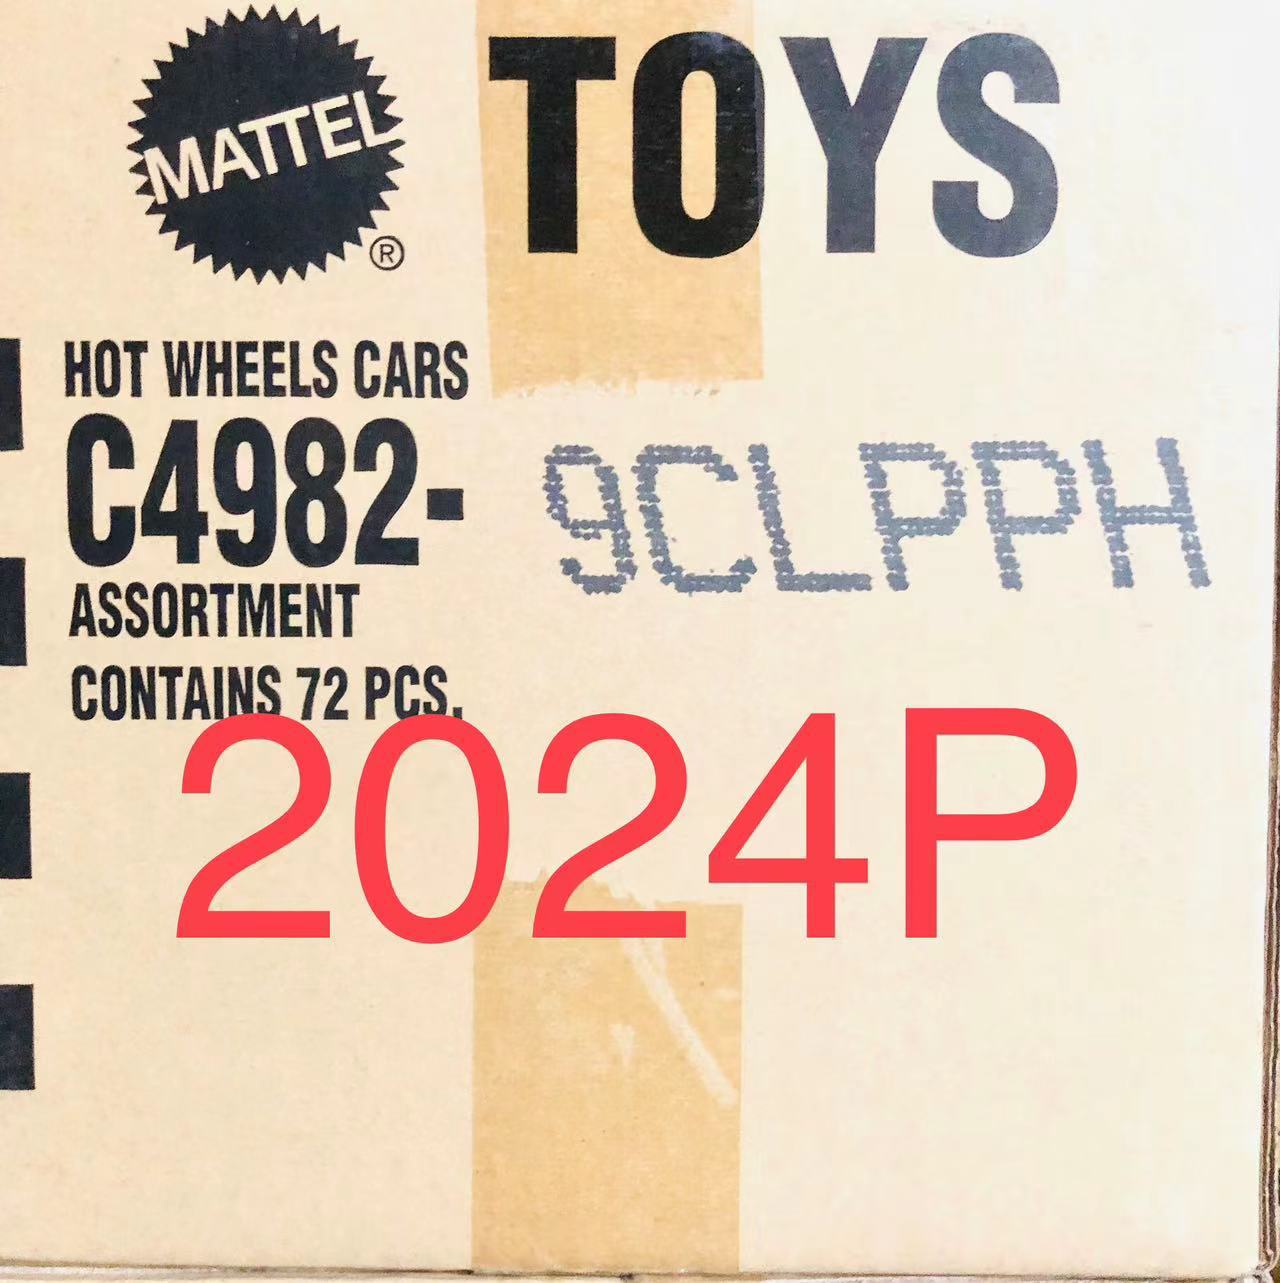 MATTEL
®
TOYS
HOT WHEELS CARS
C4982-
9CLPPH
ASSORTMENT
CONTAINS 72 PCS.
2024P